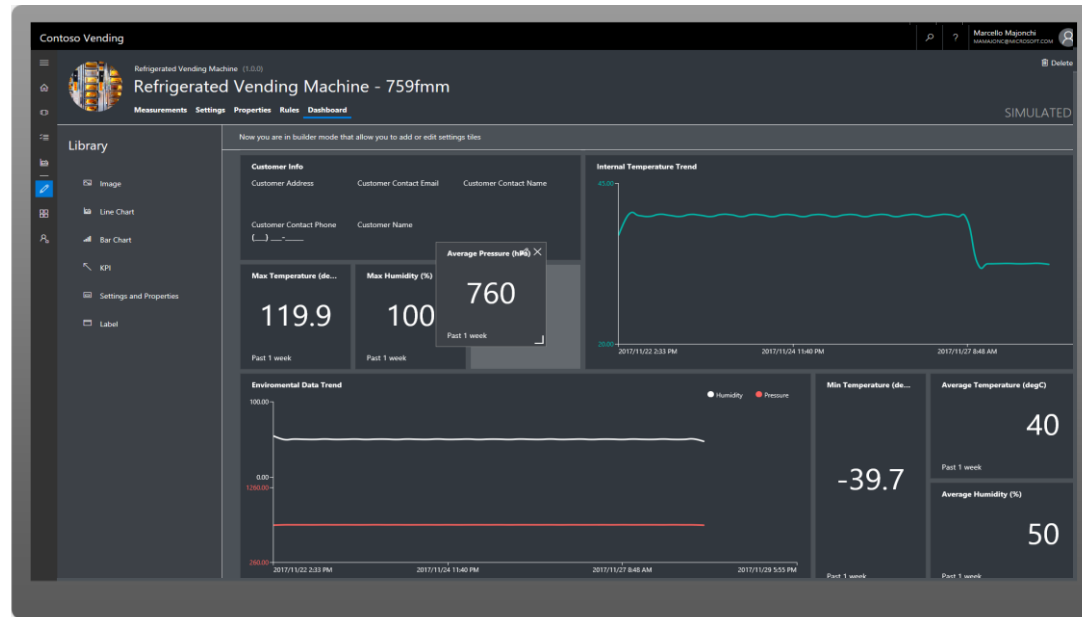 Contoso Vending
?
Marcello Majonchi
MAMAJONC@MICROSOFT.COM
Refrigerated Vending Machine (1.0.0)
Delete
Refrigerated Vending Machine - 759fmm
Measurements Settings Properties Rules Dashboard
SIMULATED
Library
Now you are in builder mode that allow you to add or edit settings tiles
Image
Line Chart
Bar Chart
KPI
Settings and Properties
Label
Customer Info
Customer Address Customer Contact Email Customer Contact Name
Customer Contact Phone Customer Name
(__) __-____
Internal Temperature Trend
45.00
20.00
2017/11/22 2:33 PM 2017/11/24 11:40 PM 2017/11/27 8:48 AM
Max Temperature (de...
119.9
Past 1 week
Max Humidity (%)
100
Past 1 week
Average Pressure (hPa)
760
Past 1 week
Enviromental Data Trend
Humidity Pressure
100.00
0.00
1260.00
260.00
2017/11/22 2:33 PM 2017/11/24 11:40 PM 2017/11/27 8:48 AM 2017/11/29 5:55 PM
Min Temperature (de...
-39.7
Past 1 week
Average Temperature (degC)
40
Past 1 week
Average Humidity (%)
50
Past 1 week